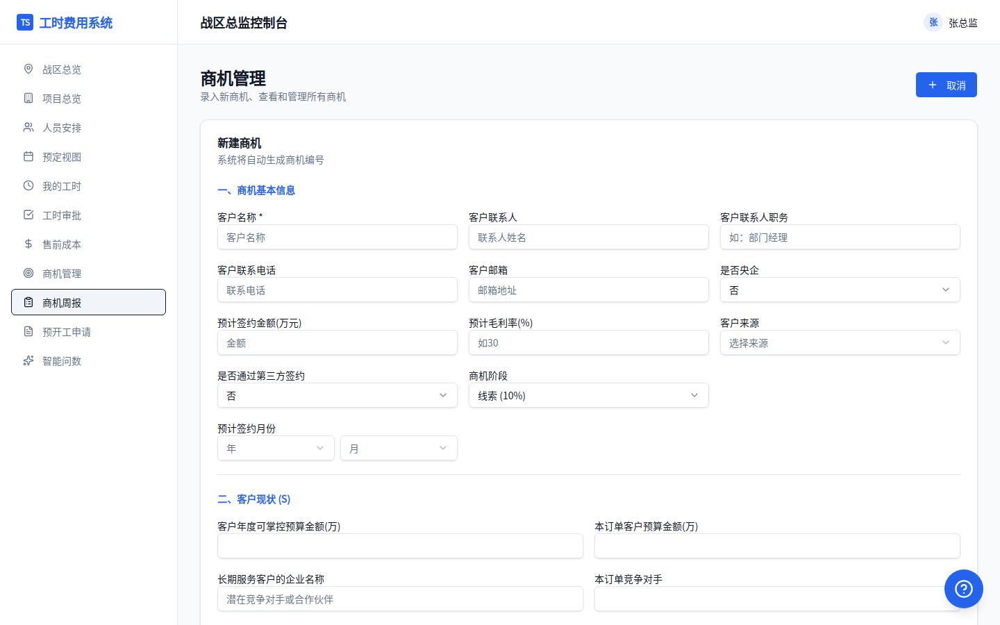 TS 工时费用系统
战区总监控制台
张 张总监
战区总览
项目总览
人员安排
预定视图
我的工时
工时审批
售前成本
商机管理
商机周报
预开工申请
智能问数
商机管理
录入新商机、查看和管理所有商机
取消
新建商机
系统将自动生成商机编号
一、商机基本信息
客户名称 * 客户联系人 客户联系人职务
客户名称 联系人姓名 如：部门经理
客户联系电话 客户邮箱 是否央企
联系电话 邮箱地址 否
预计签约金额(万元) 预计毛利率(%) 客户来源
金额 如30 选择来源
是否通过第三方签约 商机阶段
否 线索 (10%)
预计签约月份
年 月
二、客户现状 (S)
客户年度可掌控预算金额(万) 本订单客户预算金额(万)
长期服务客户的企业名称 本订单竞争对手
潜在竞争对手或合作伙伴